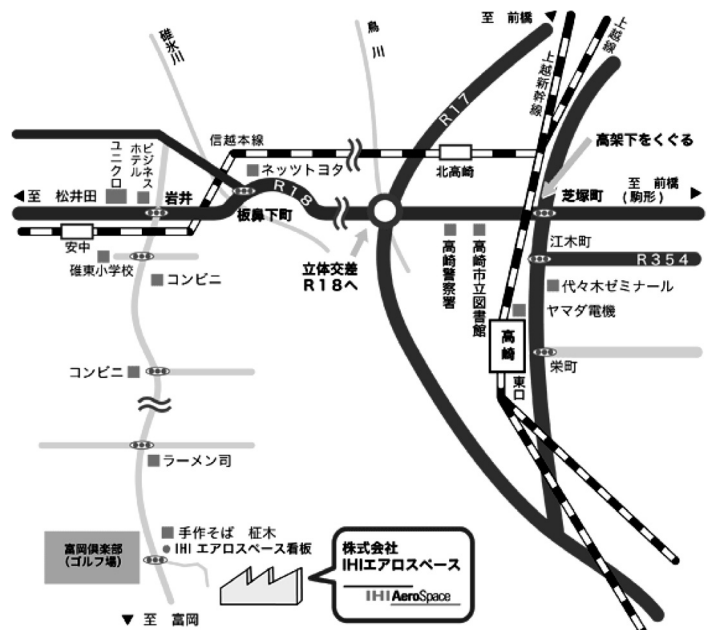 至 前橋
上越線
上越新幹線
碓氷川
烏川
R17
信越本線
高架下をくぐる
ユニクロ
ビジネス
ホテル
ネッツトヨタ
北高崎
至 松井田
岩井
R18
板鼻下町
芝塚町
至 前橋
(駒形)
安中
碓東小学校
コンビニ
立体交差
R18へ
高崎警察署
高崎市立図書館
江木町
R354
代々木ゼミナール
ヤマダ電機
高崎
東口
栄町
コンビニ
ラーメン司
手作そば 柾木
IHIエアロスペース看板
富岡倶楽部
(ゴルフ場)
株式会社
IHIエアロスペース
IHI AeroSpace
至 富岡